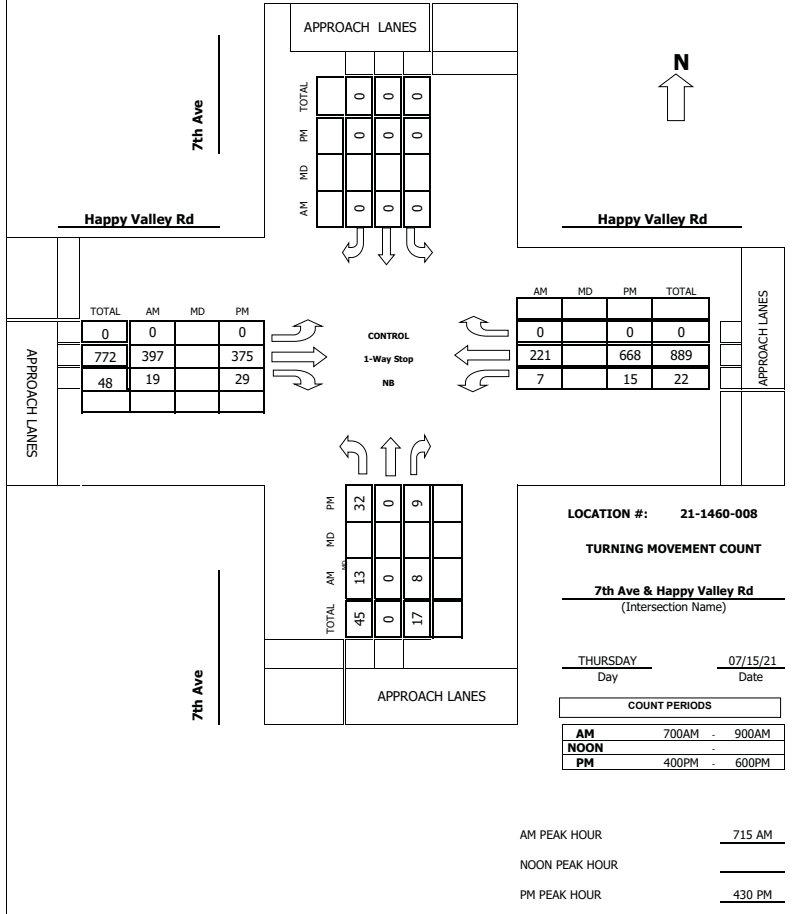 APPROACH LANES
N
7th Ave
TOTAL 0 0 0
PM 0 0 0
MD
AM 0 0 0
Happy Valley Rd
Happy Valley Rd
TOTAL AM MD PM
0 0 0
772 397 375
48 19 29
APPROACH LANES
CONTROL
1-Way Stop
NB
AM MD PM TOTAL
0 0 0
221 668 889
7 15 22
APPROACH LANES
PM 32 0 9
MD
MD
AM 13 0 8
TOTAL 45 0 17
APPROACH LANES
7th Ave
LOCATION #: 21-1460-008
TURNING MOVEMENT COUNT
7th Ave & Happy Valley Rd
(Intersection Name)
THURSDAY 07/15/21
Day Date
COUNT PERIODS
AM 700AM - 900AM
NOON -
PM 400PM - 600PM
AM PEAK HOUR 715 AM
NOON PEAK HOUR
PM PEAK HOUR 430 PM